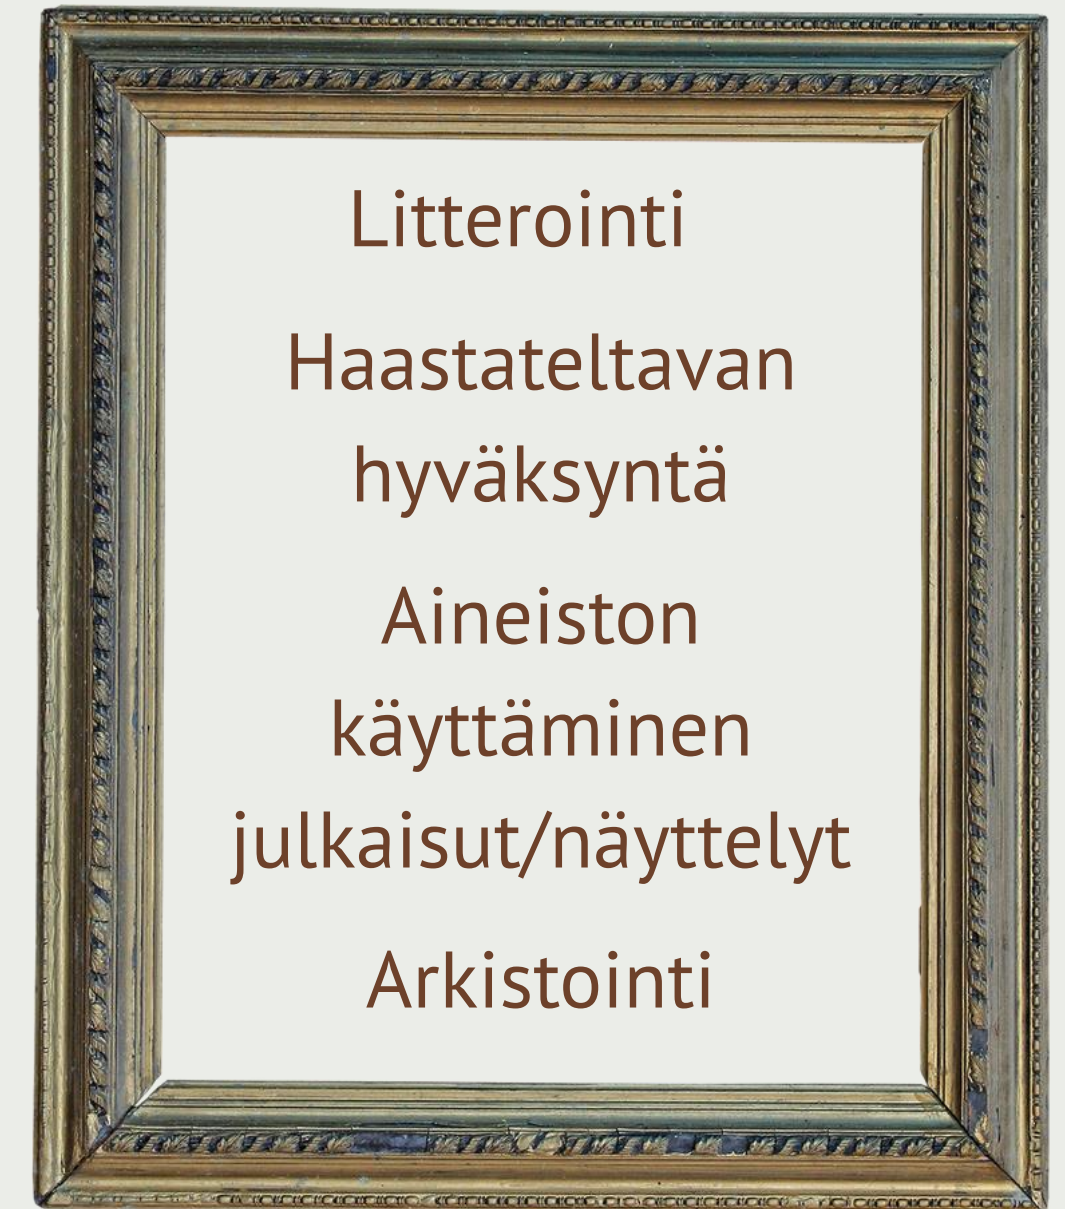 Litterointi
Haastateltavan
hyväksyntä
Aineiston
käyttäminen
julkaisut/näyttelyt
Arkistointi